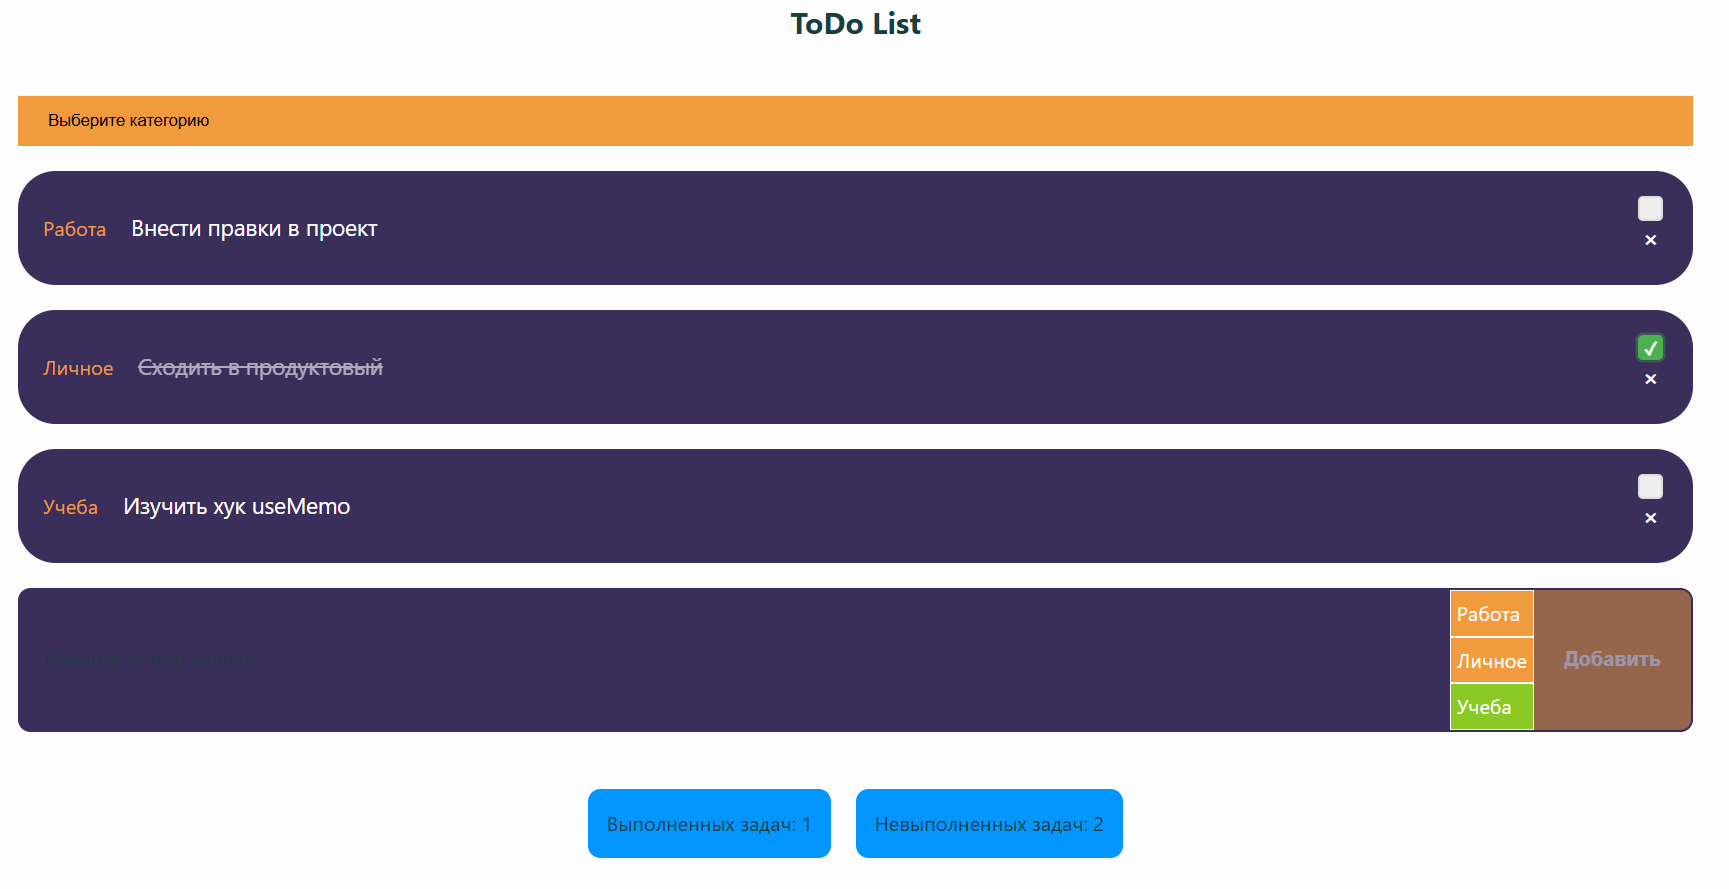 ToDo List
Выберите категорию
Работа Внести правки в проект
×
Личное Сходить в продуктовый
×
Учеба Изучить хук useMemo
×
Введите новую задачу
Работа
Личное
Учеба
Добавить
Выполненных задач: 1
Невыполненных задач: 2